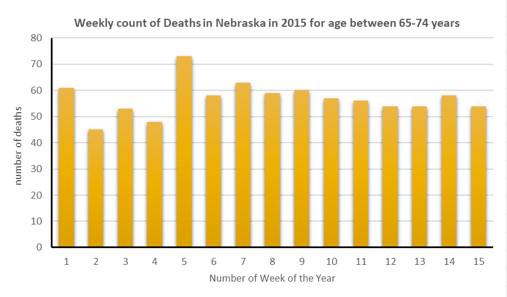 Weekly count of Deaths in Nebraska in 2015 for age between 65-74 years
number of deaths
80
70
60
50
40
30
20
10
0
1 2 3 4 5 6 7 8 9 10 11 12 13 14 15
Number of Week of the Year